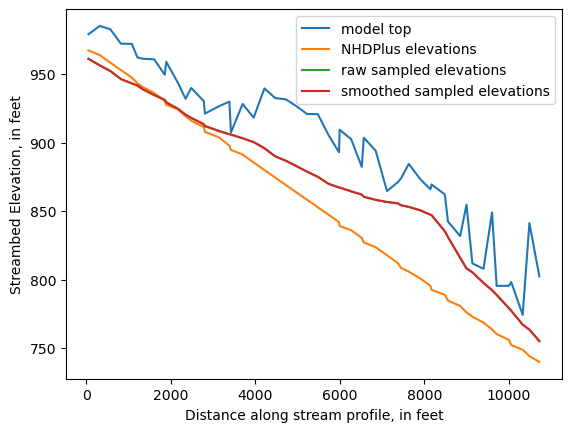 model top
NHDPlus elevations
raw sampled elevations
smoothed sampled elevations
Streambed Elevation, in feet
950
900
850
800
750
0
2000
4000
6000
8000
10000
Distance along stream profile, in feet